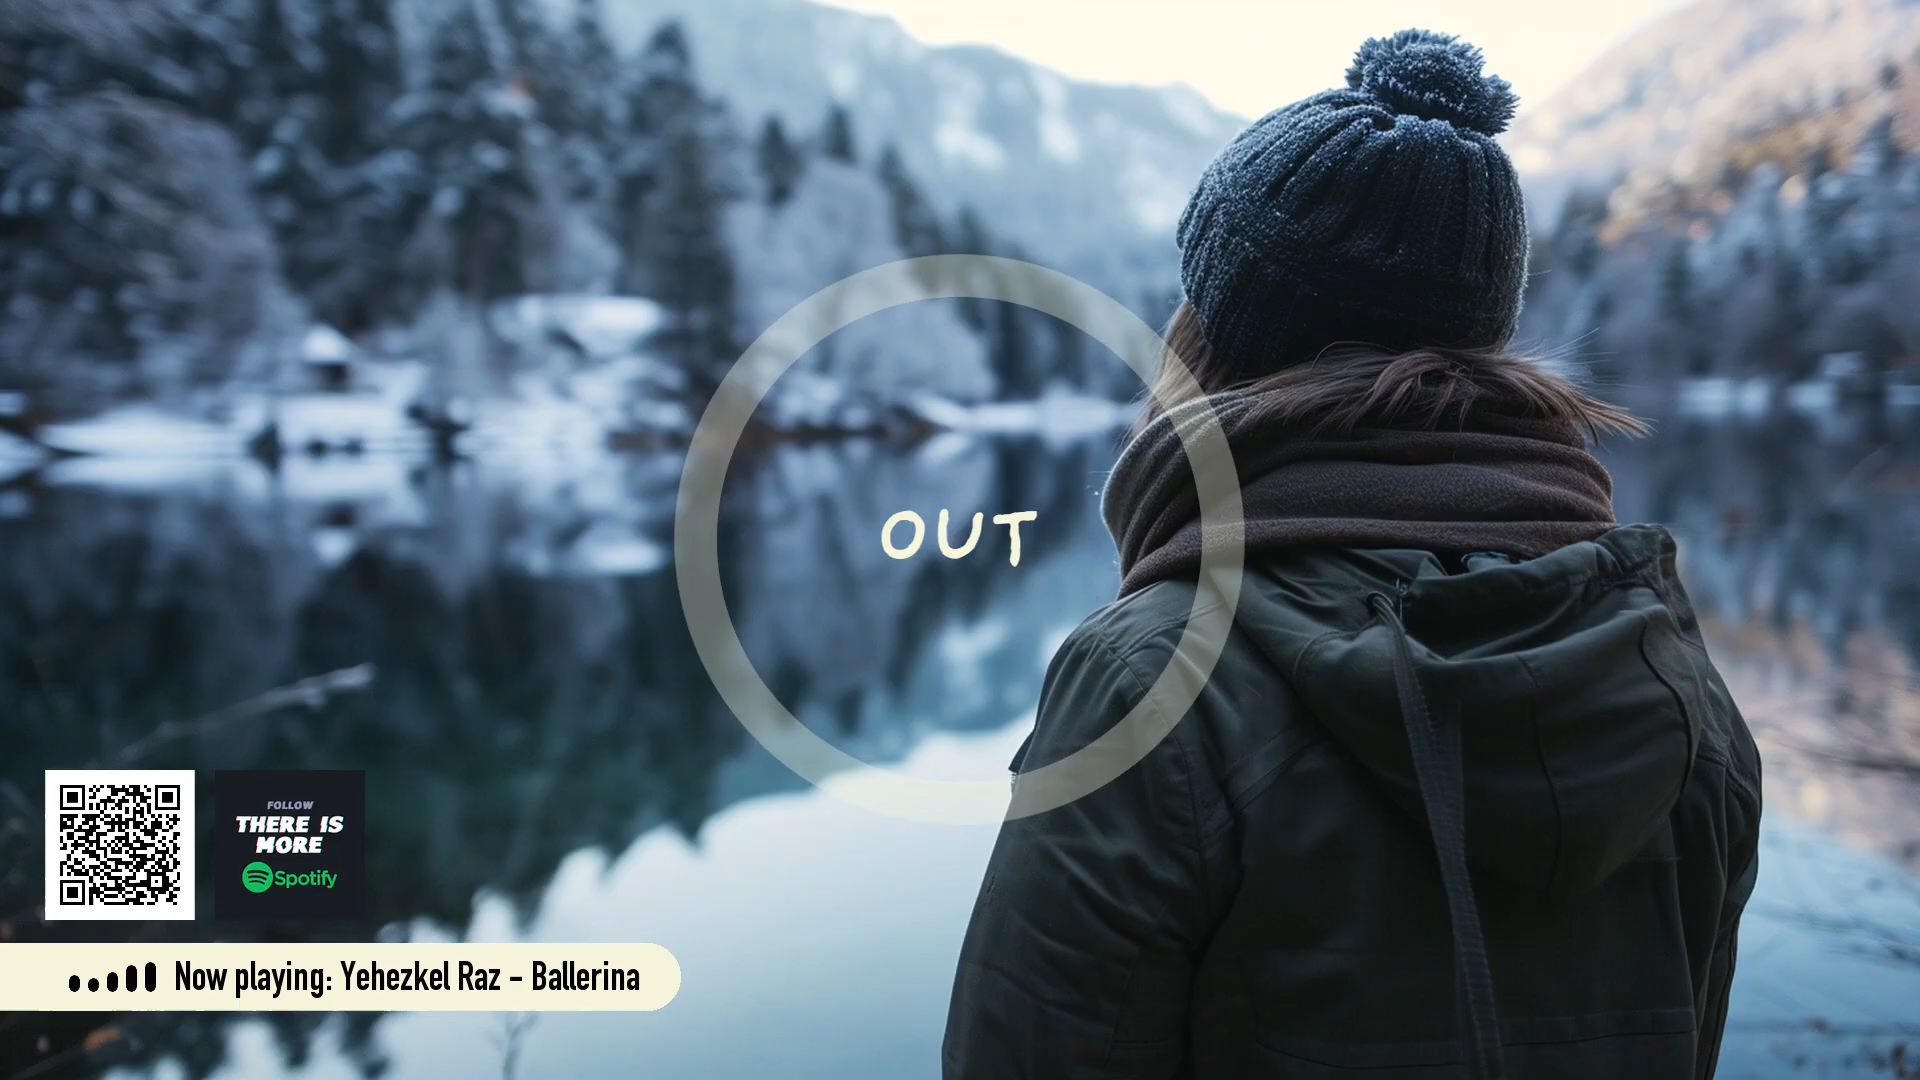 OUT
FOLLOW
THERE IS
MORE
Spotify
Now playing: Yehezkel Raz - Ballerina